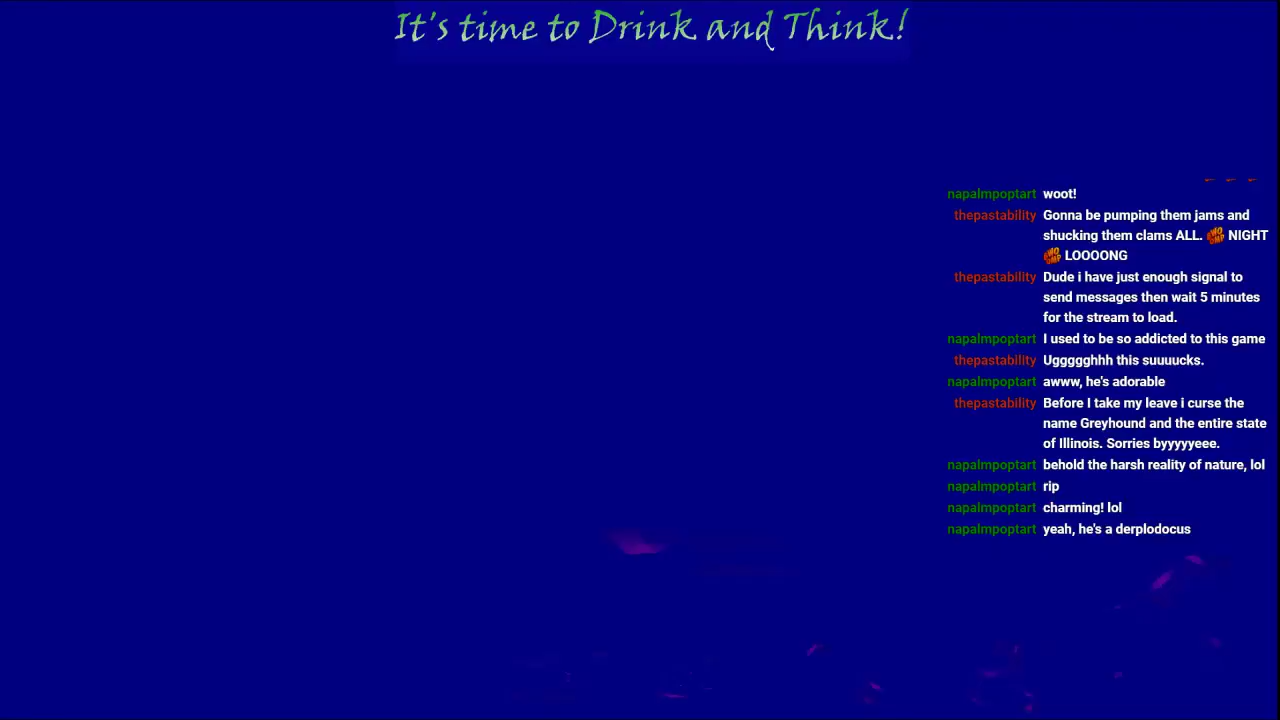 It's time to Drink and Think!
napalmpoptart woot!
thepastability Gonna be pumping them jams and
shucking them clams ALL. NIGHT
LOOOONG
thepastability Dude i have just enough signal to
send messages then wait 5 minutes
for the stream to load.
napalmpoptart I used to be so addicted to this game
thepastability Uggggghhh this suuuucks.
napalmpoptart awww, he's adorable
thepastability Before I take my leave i curse the
name Greyhound and the entire state
of Illinois. Sorries byyyyyeee.
napalmpoptart behold the harsh reality of nature, lol
napalmpoptart rip
napalmpoptart charming! lol
napalmpoptart yeah, he's a derplodocus